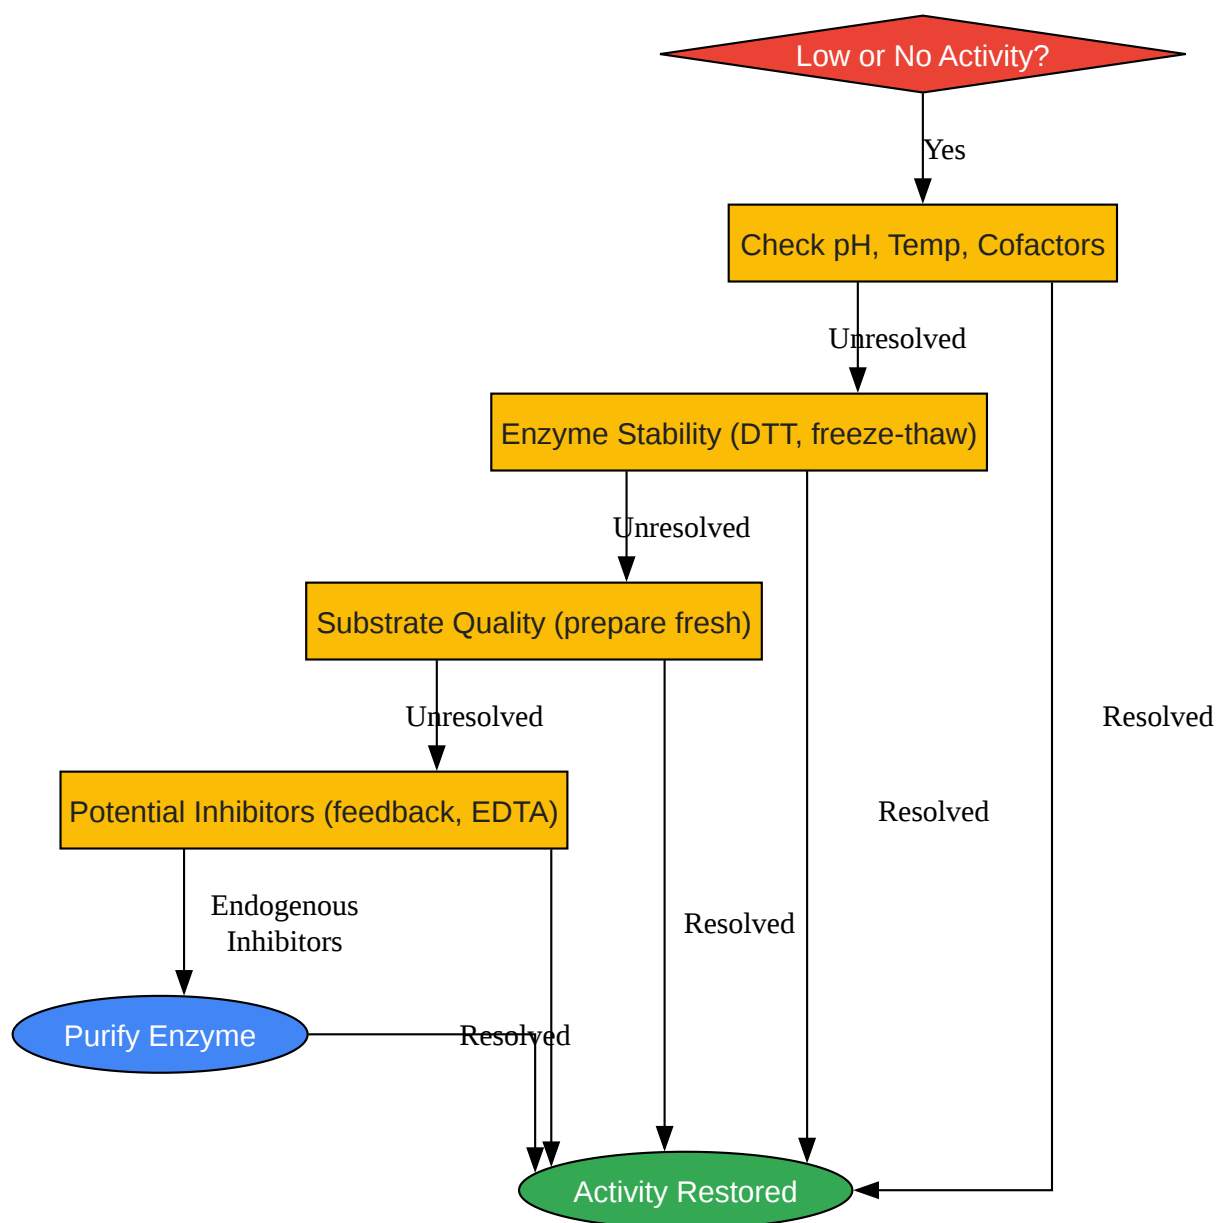 Low or No Activity?
Yes
Check pH, Temp, Cofactors
Unresolved
Enzyme Stability (DTT, freeze-thaw)
Unresolved
Substrate Quality (prepare fresh)
Unresolved
Resolved
Potential Inhibitors (feedback, EDTA)
Resolved
Endogenous
Inhibitors
Resolved
Purify Enzyme
Resolved
Activity Restored